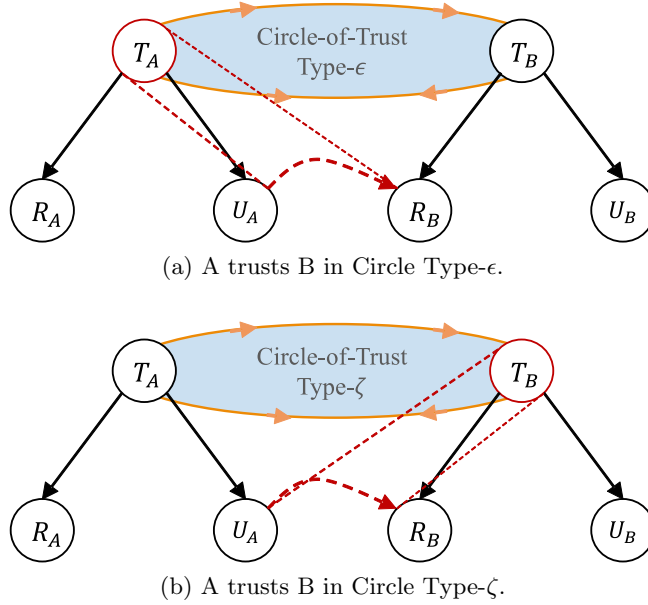 Circle-of-Trust
Type-ϵ
T_A
T_B
R_A
U_A
R_B
U_B
(a) A trusts B in Circle Type-ϵ.
Circle-of-Trust
Type-ζ
T_A
T_B
R_A
U_A
R_B
U_B
(b) A trusts B in Circle Type-ζ.